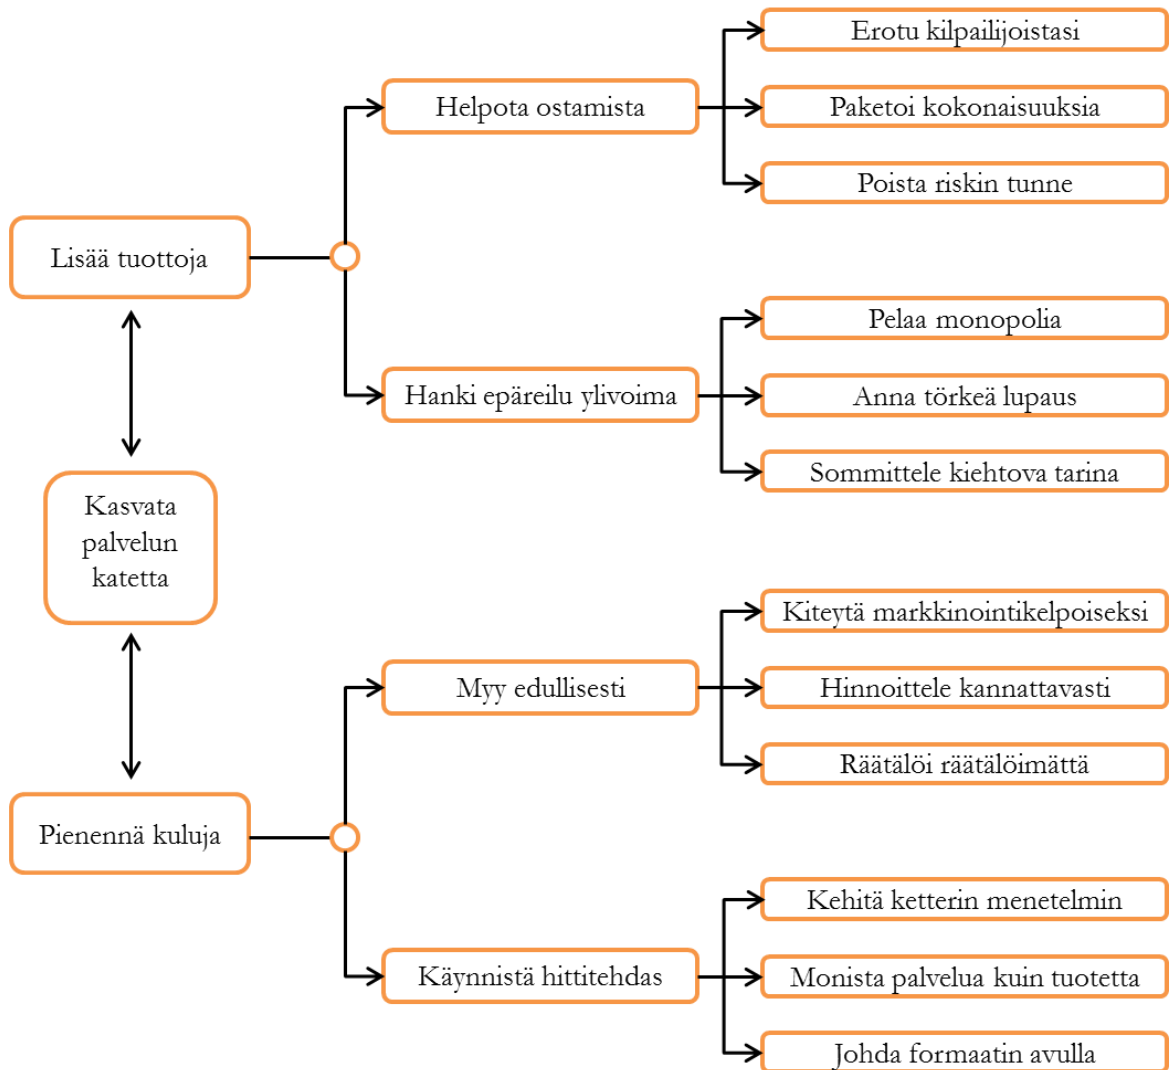 Erotu kilpailijoistasi
Helpota ostamista
Paketoi kokonaisuuksia
Poista riskin tunne
Lisää tuottoja
Pelaa monopolia
Hanki epäreilu ylivoima
Anna törkeä lupaus
Sommittele kiehtova tarina
Kasvata
palvelun
katetta
Kiteytä markkinointikelpoiseksi
Myy edullisesti
Hinnoittele kannattavasti
Räätälöi räätälöimättä
Pienennä kuluja
Kehitä ketterin menetelmin
Käynnistä hittitehdas
Monista palvelua kuin tuotetta
Johda formaatin avulla